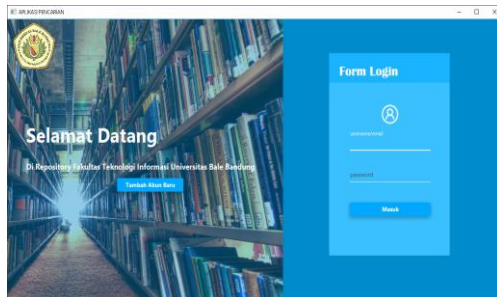 APLIKASI PENCARIAN
Selamat Datang
Di Repository Fakultas Teknologi Informasi Universitas Bale Bandung
Tambah Akun Baru
Form Login
username/email
password
Masuk